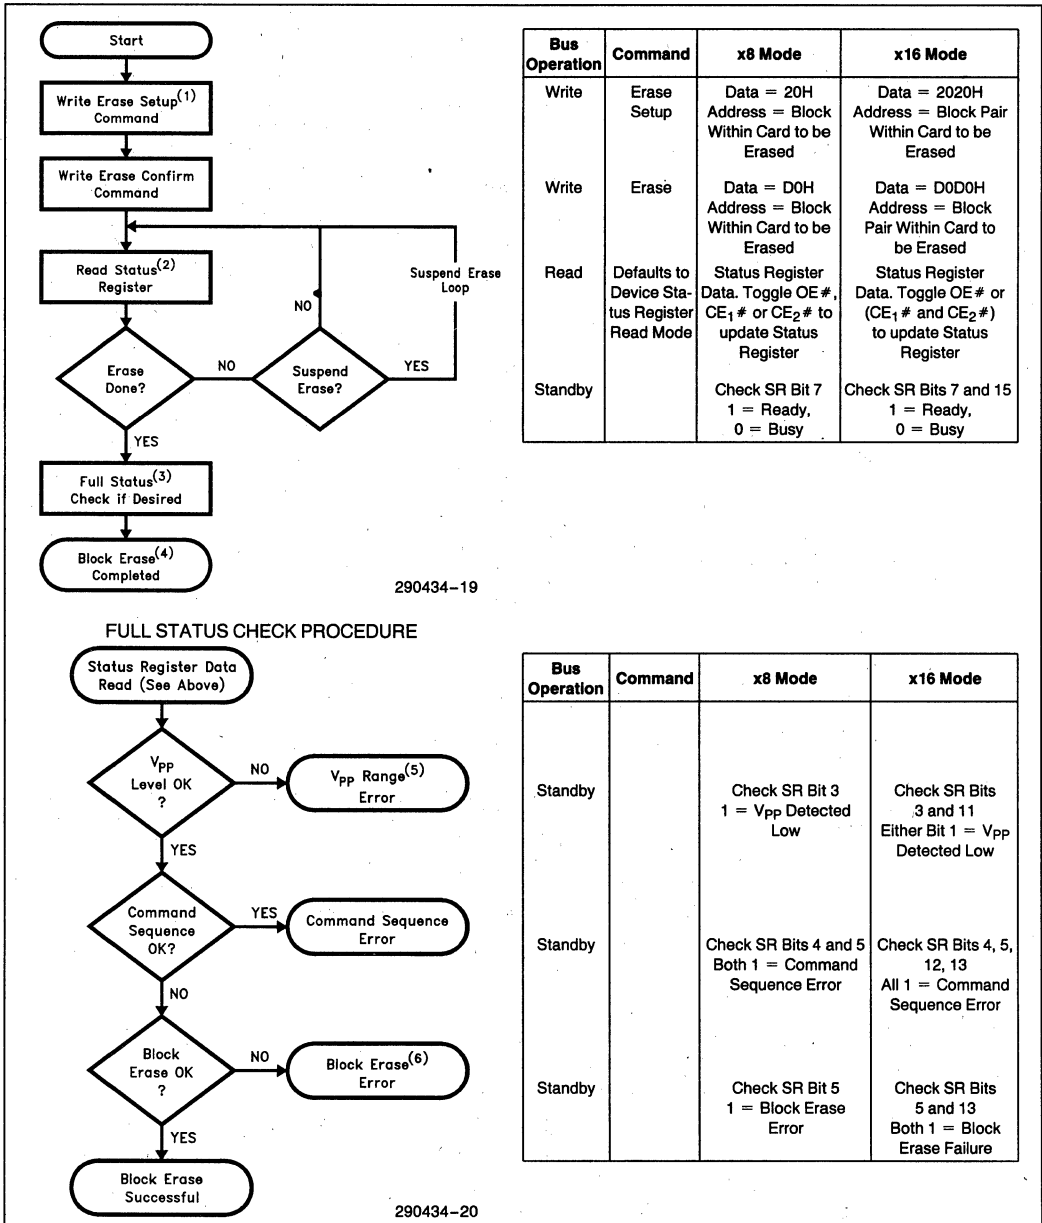 Start
Write Erase Setup(1)
Command
Write Erase Confirm
Command
Read Status(2)
Register
Suspend Erase
Loop
NO
Erase
Done?
NO
Suspend
Erase?
YES
YES
Full Status(3)
Check if Desired
Block Erase(4)
Completed
290434-19
Bus Operation | Command | x8 Mode | x16 Mode
Write | Erase | Data = 20H | Data = 2020H
Setup | Address = Block | Address = Block Pair
Within Card to be | Within Card to be
Erased | Erased
Write | Erase | Data = D0H | Data = D0D0H
Address = Block | Address = Block
Within Card to be | Pair Within Card to
Erased | be Erased
Read | Defaults to | Status Register | Status Register
Device Sta- | Data. Toggle OE#, | Data. Toggle OE# or
tus Register | CE1# or CE2# to | (CE1# and CE2#)
Read Mode | update Status | to update Status
Register | Register
Standby | Check SR Bit 7 | Check SR Bits 7 and 15
1 = Ready, | 1 = Ready,
0 = Busy | 0 = Busy
FULL STATUS CHECK PROCEDURE
Status Register Data
Read (See Above)
VPP
Level OK
?
NO
VPP Range(5)
Error
YES
Command
Sequence
OK?
YES
Command Sequence
Error
NO
Block
Erase OK
?
NO
Block Erase(6)
Error
YES
Block Erase
Successful
290434-20
Bus Operation | Command | x8 Mode | x16 Mode
Standby | Check SR Bit 3 | Check SR Bits
1 = VPP Detected | 3 and 11
Low | Either Bit 1 = VPP
Detected Low
Standby | Check SR Bits 4 and 5 | Check SR Bits 4, 5,
Both 1 = Command | 12, 13
Sequence Error | All 1 = Command
Sequence Error
Standby | Check SR Bit 5 | Check SR Bits
1 = Block Erase | 5 and 13
Error | Both 1 = Block
Erase Failure